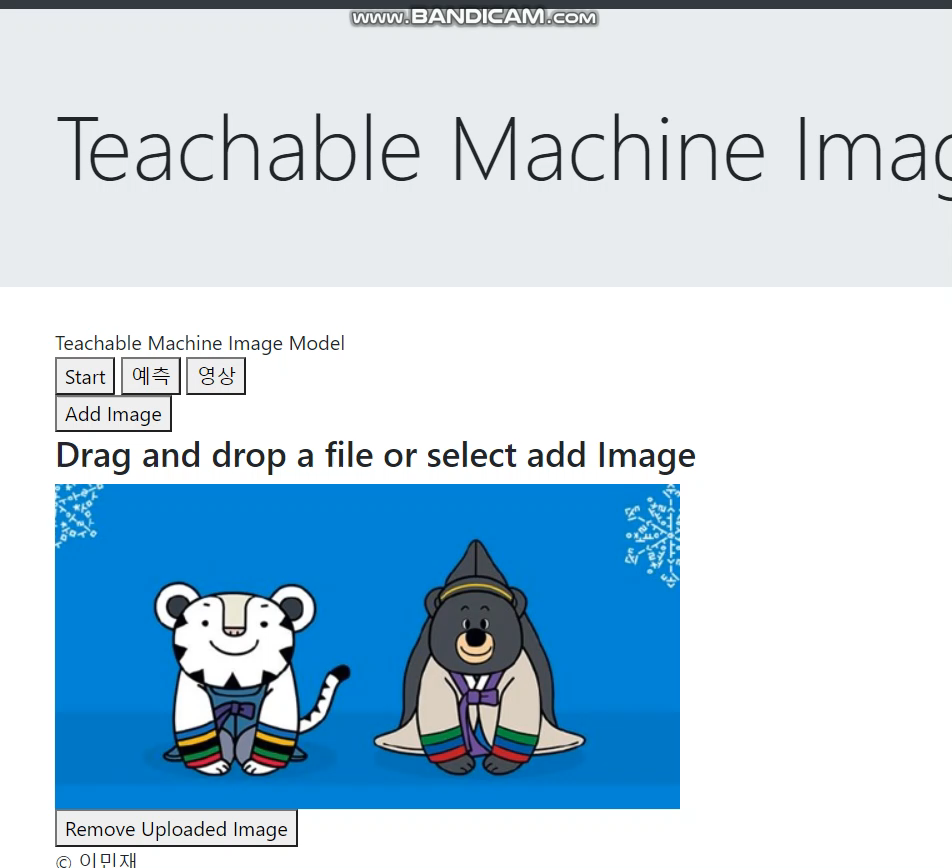 www.BANDICAM.com
Teachable Machine Imag
Teachable Machine Image Model
Start 예측 영상
Add Image
Drag and drop a file or select add Image
Remove Uploaded Image
© 이민재